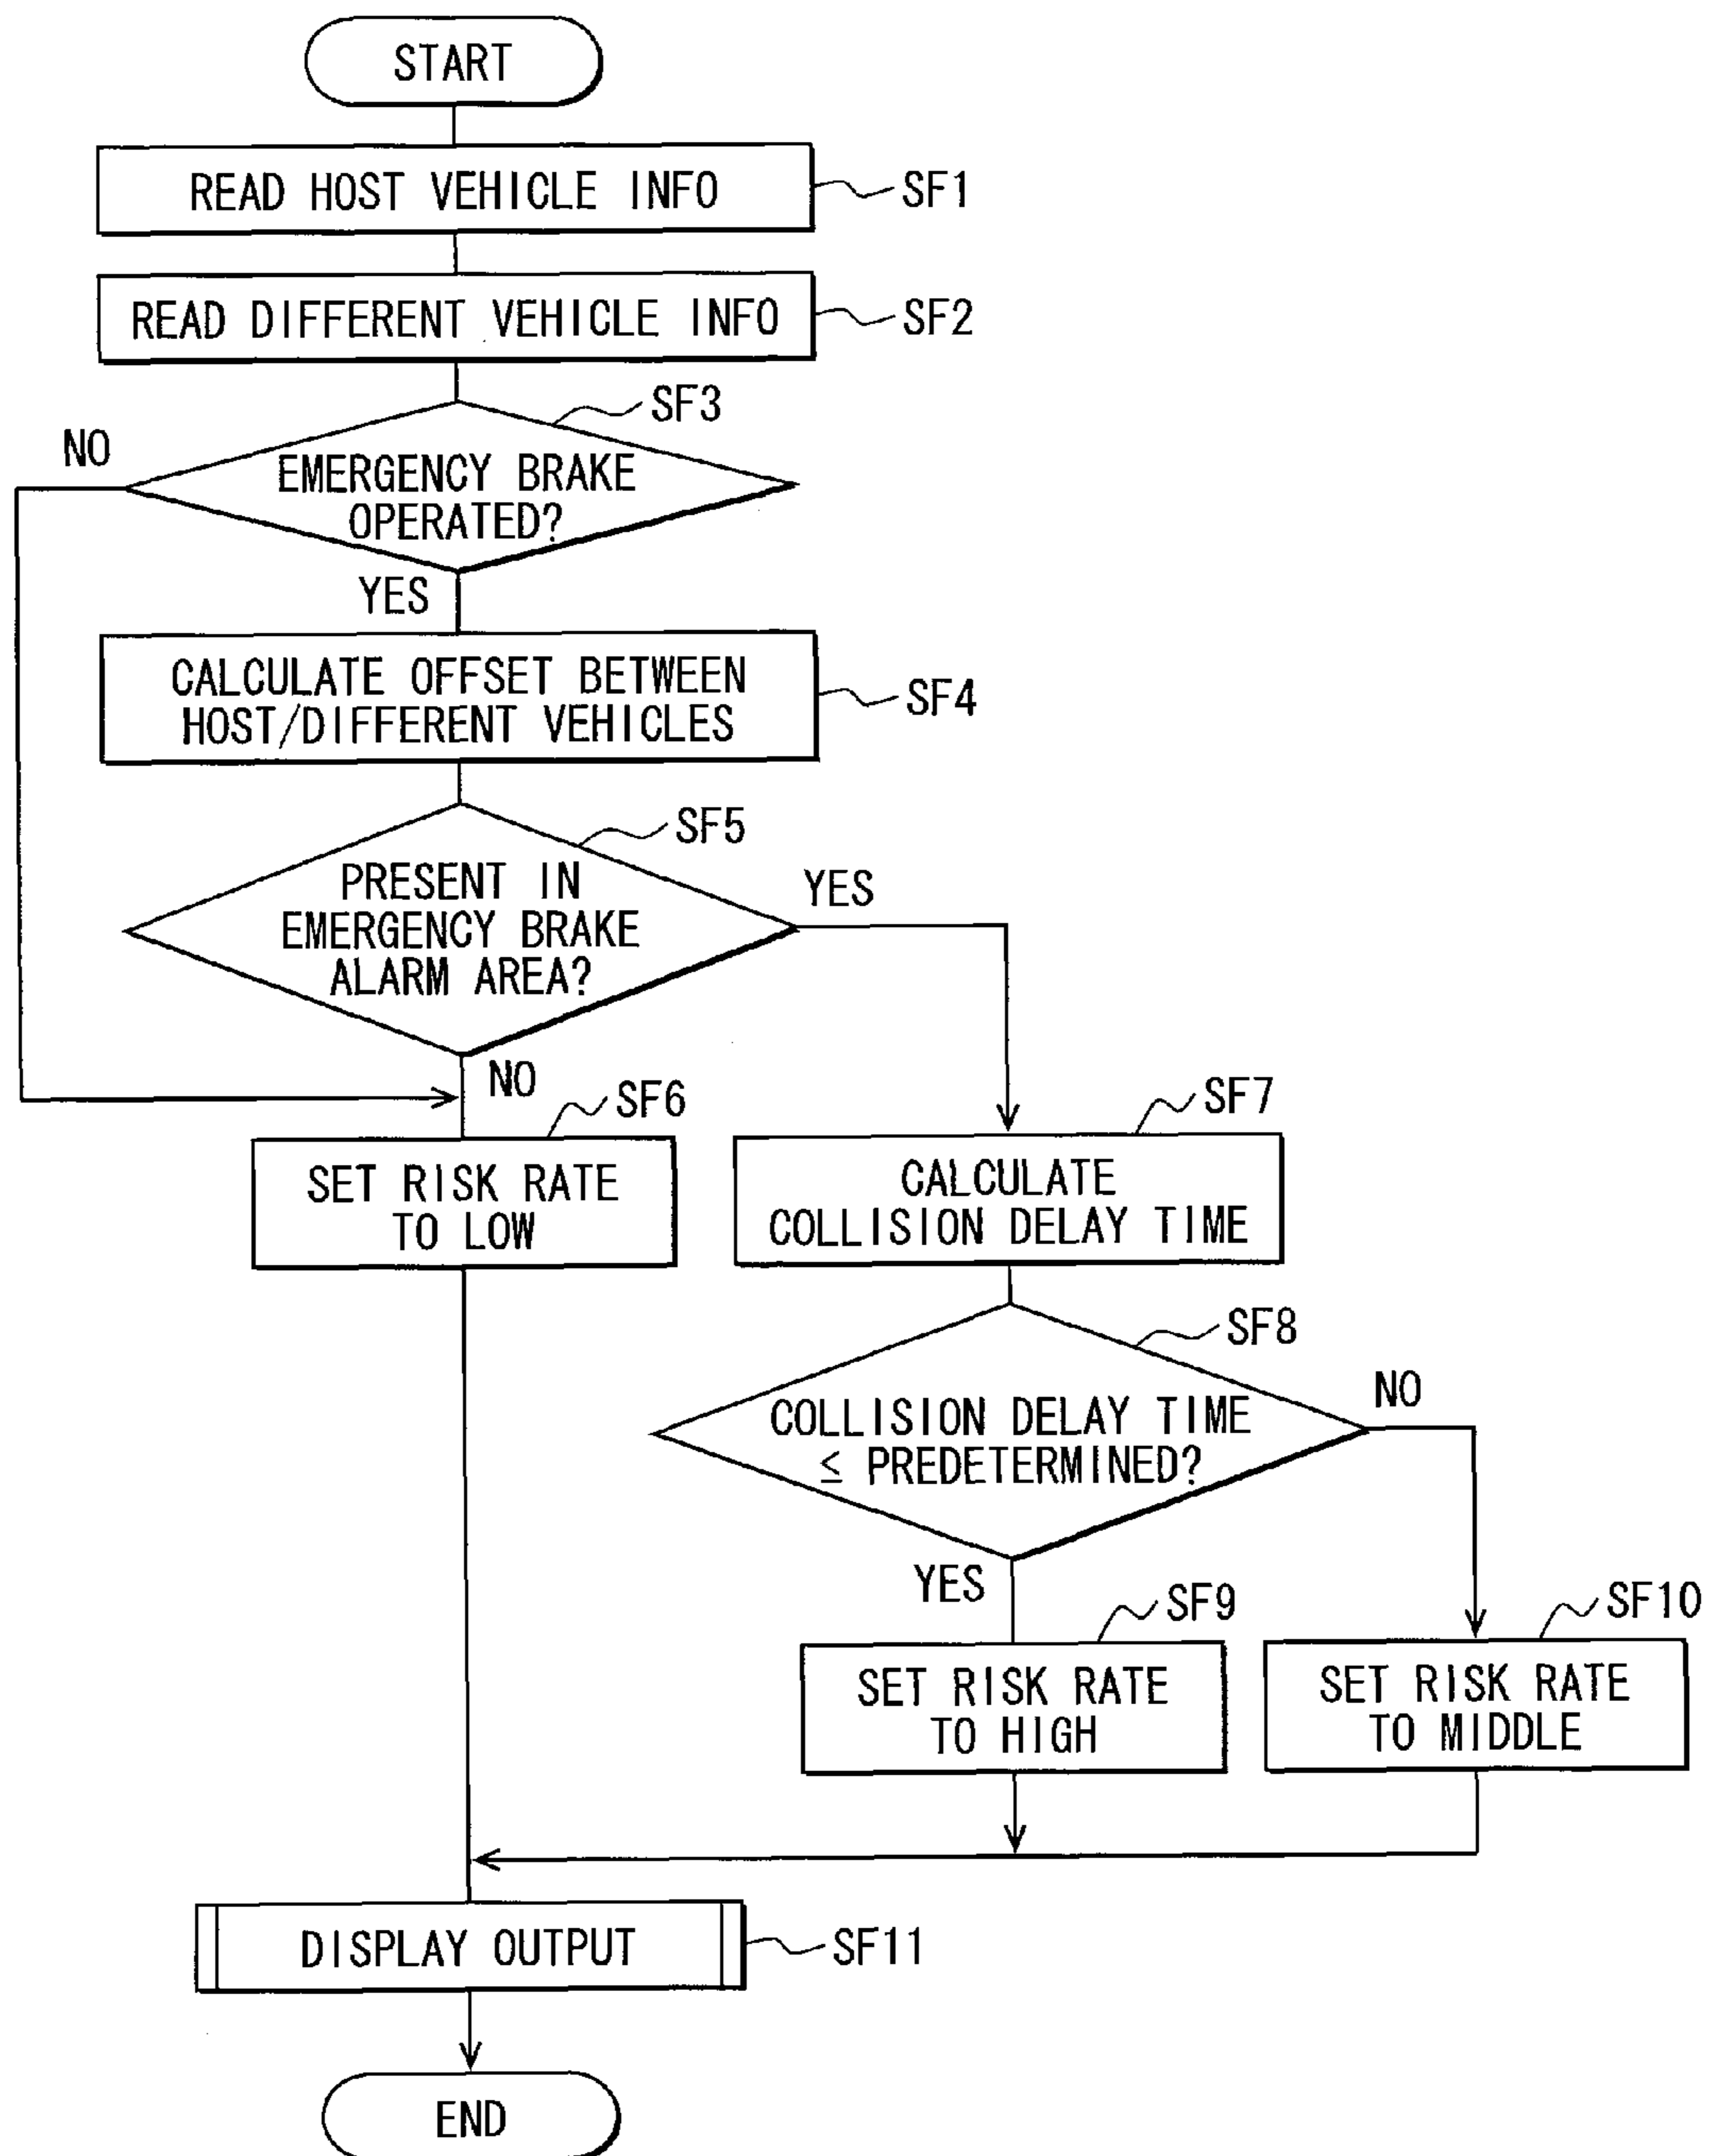 START
READ HOST VEHICLE INFO
SF1
READ DIFFERENT VEHICLE INFO
SF2
SF3
NO
EMERGENCY BRAKE
OPERATED?
YES
CALCULATE OFFSET BETWEEN
HOST/DIFFERENT VEHICLES
SF4
SF5
PRESENT IN
EMERGENCY BRAKE
ALARM AREA?
YES
NO
SF6
SET RISK RATE
TO LOW
SF7
CALCULATE
COLLISION DELAY TIME
SF8
COLLISION DELAY TIME
≤ PREDETERMINED?
NO
YES
SF9
SET RISK RATE
TO HIGH
SF10
SET RISK RATE
TO MIDDLE
DISPLAY OUTPUT
SF11
END